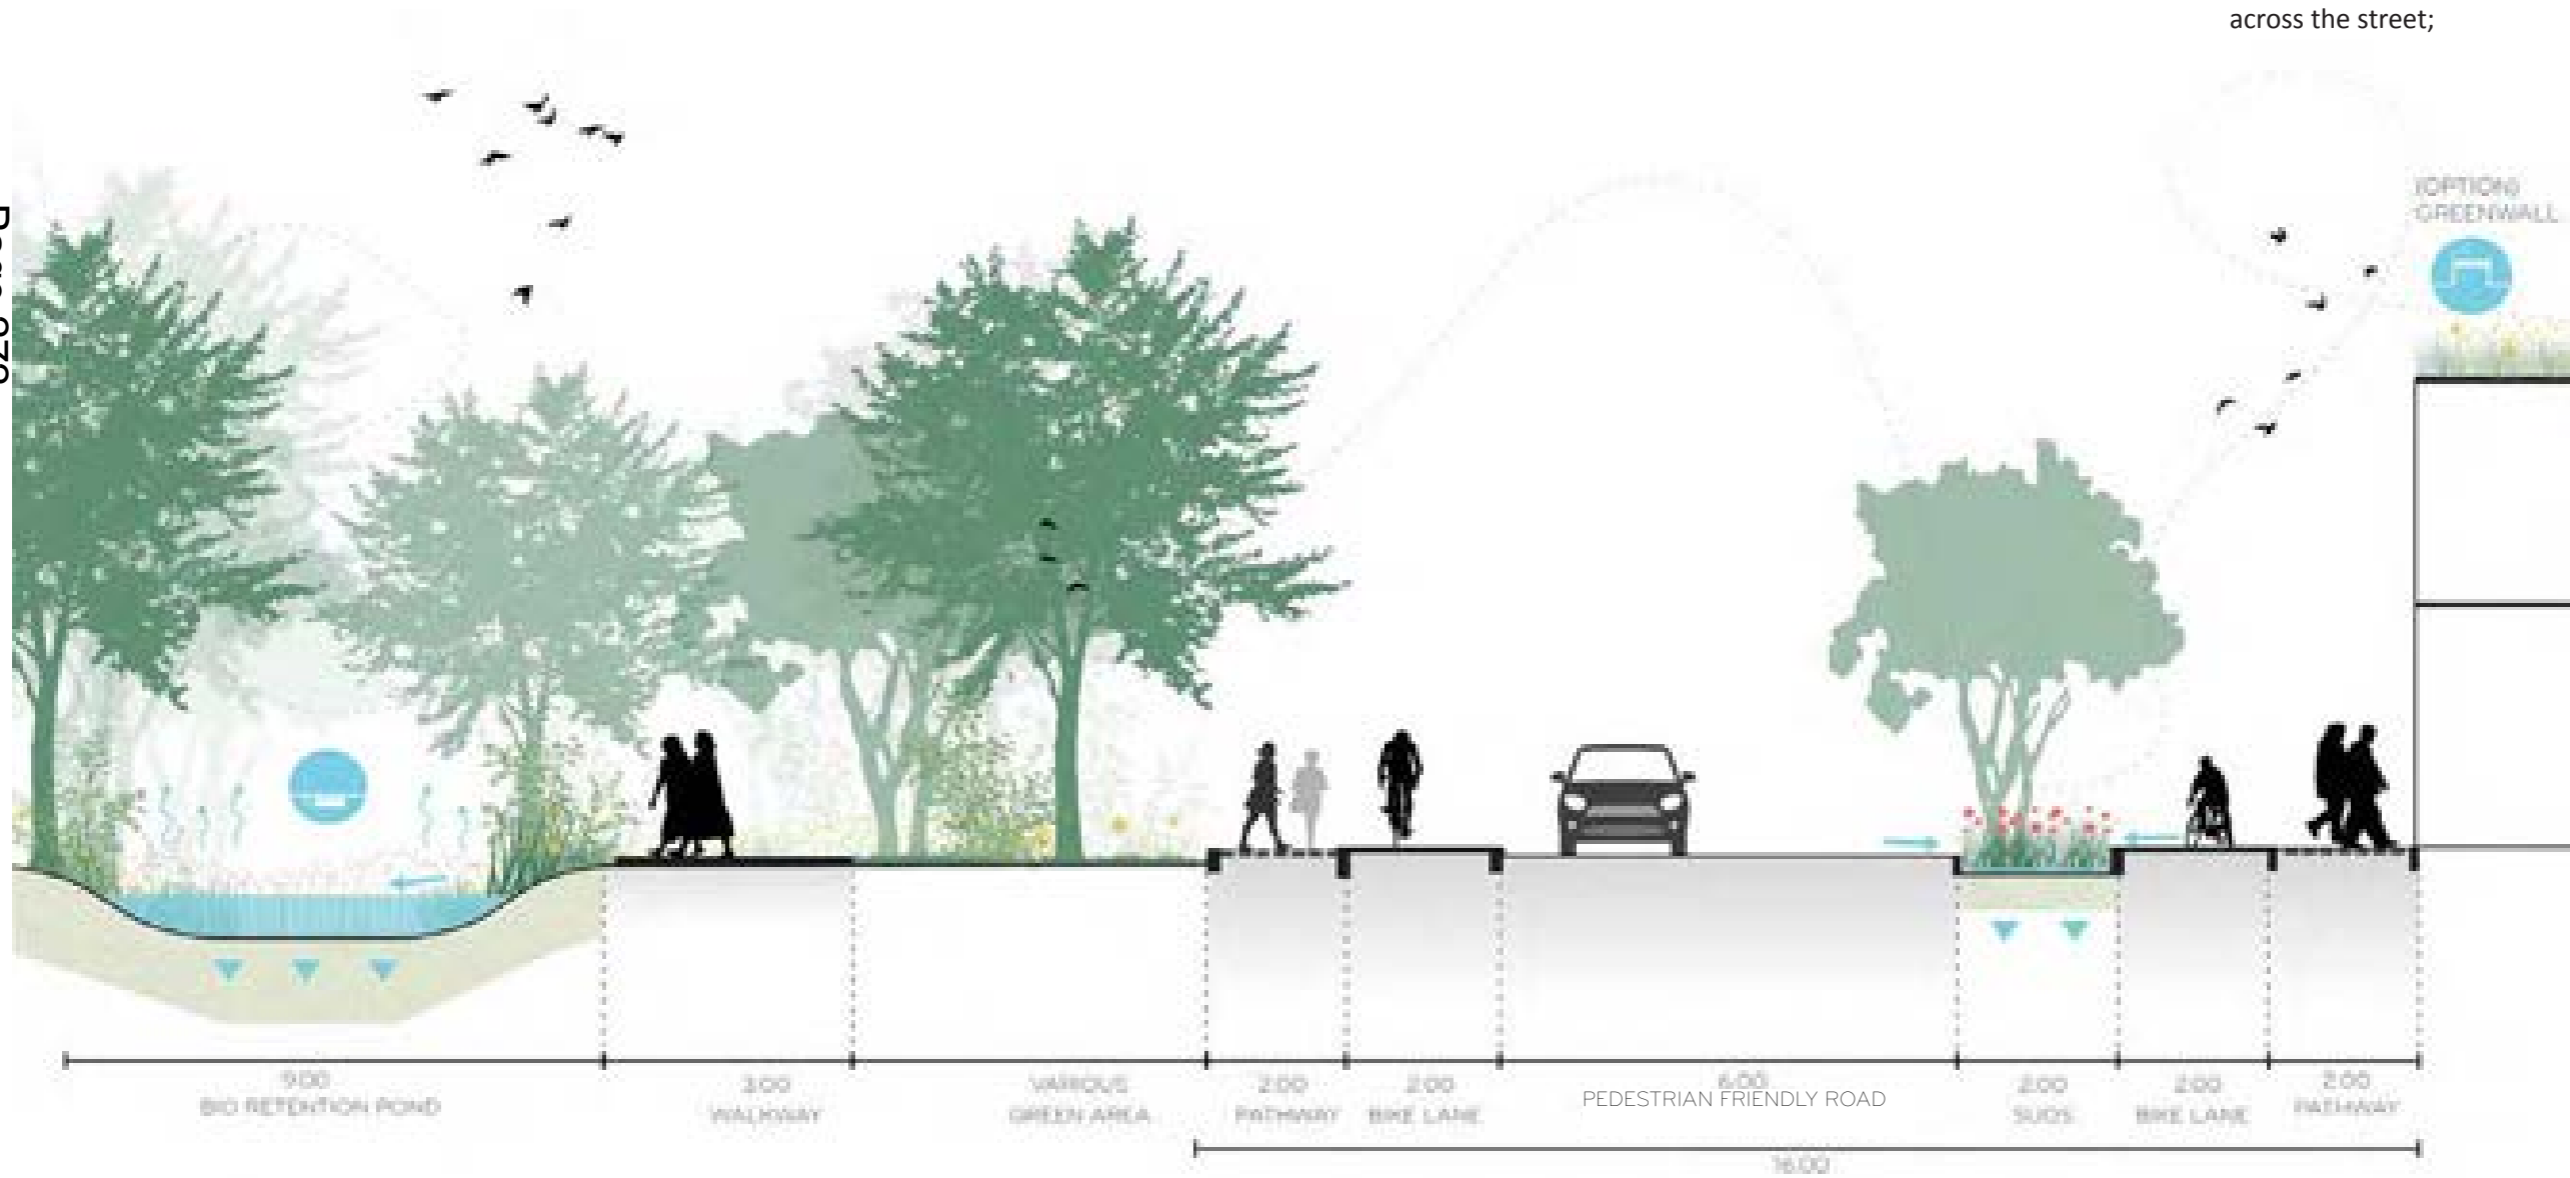 across the street;
(OPTION)
GREENWALL
9.00
BIO RETENTION POND
3.00
WALKWAY
VARIOUS
GREEN AREA
2.00
PATHWAY
2.00
BIKE LANE
6.00
PEDESTRIAN FRIENDLY ROAD
2.00
SUDS
2.00
BIKE LANE
2.00
PATHWAY
16.00